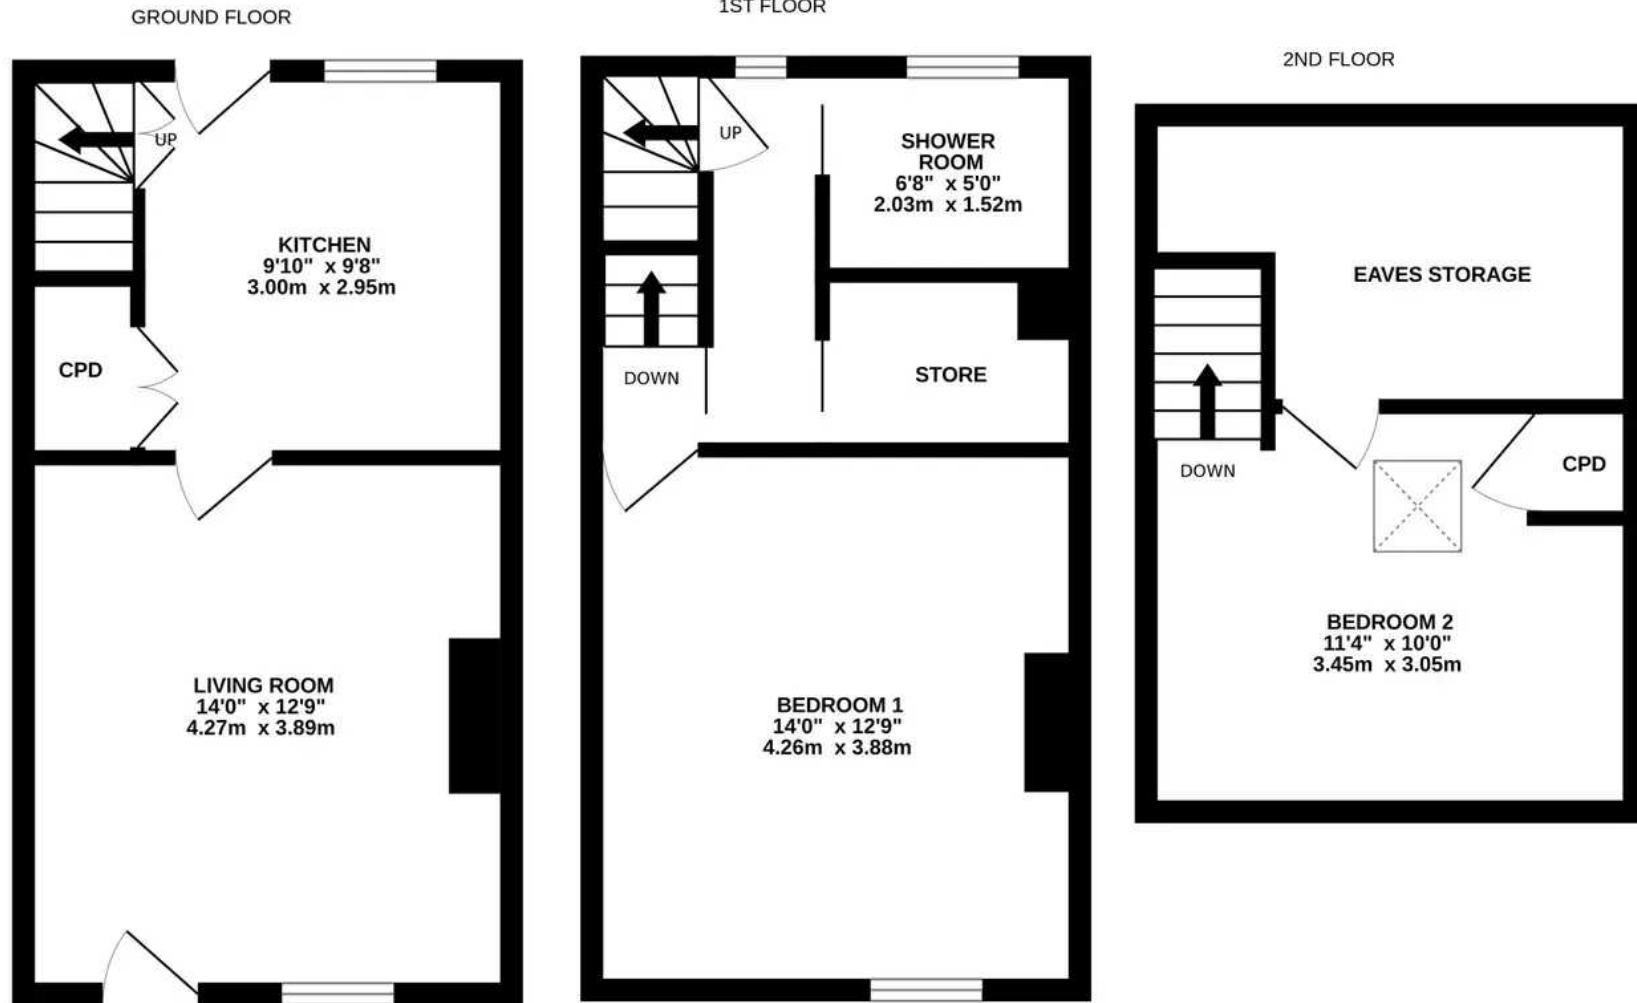 GROUND FLOOR
UP
KITCHEN
9'10" x 9'8"
3.00m x 2.95m
CPD
LIVING ROOM
14'0" x 12'9"
4.27m x 3.89m
1ST FLOOR
UP
SHOWER
ROOM
6'8" x 5'0"
2.03m x 1.52m
DOWN
STORE
BEDROOM 1
14'0" x 12'9"
4.26m x 3.88m
2ND FLOOR
EAVES STORAGE
DOWN
CPD
BEDROOM 2
11'4" x 10'0"
3.45m x 3.05m